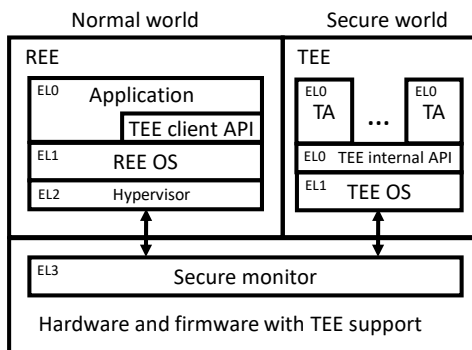 Normal world
Secure world
REE
EL0
Application
TEE client API
EL1
REE OS
EL2
Hypervisor
TEE
EL0
TA
...
EL0
TA
EL0
TEE internal API
EL1
TEE OS
EL3
Secure monitor
Hardware and firmware with TEE support